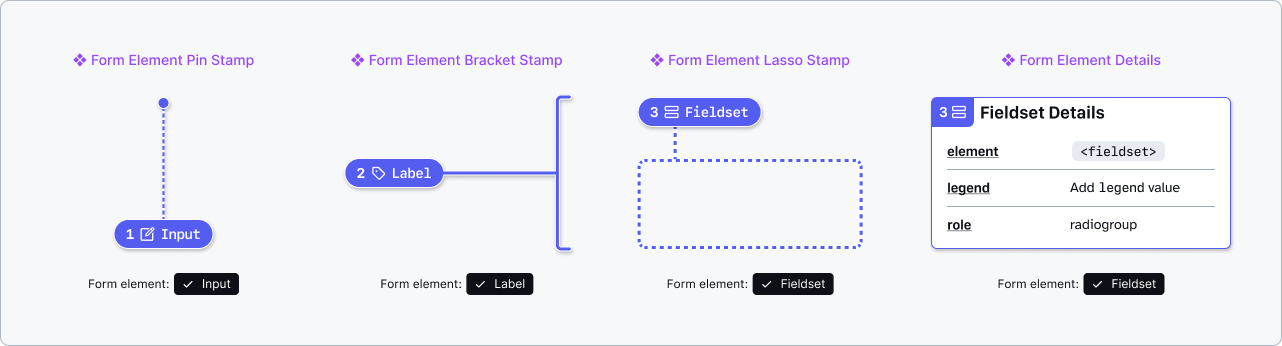 Form Element Pin Stamp
1 Input
Form element: Input
Form Element Bracket Stamp
2 Label
Form element: Label
Form Element Lasso Stamp
3 Fieldset
Form element: Fieldset
Form Element Details
3 Fieldset Details
element <fieldset>
legend Add legend value
role radiogroup
Form element: Fieldset